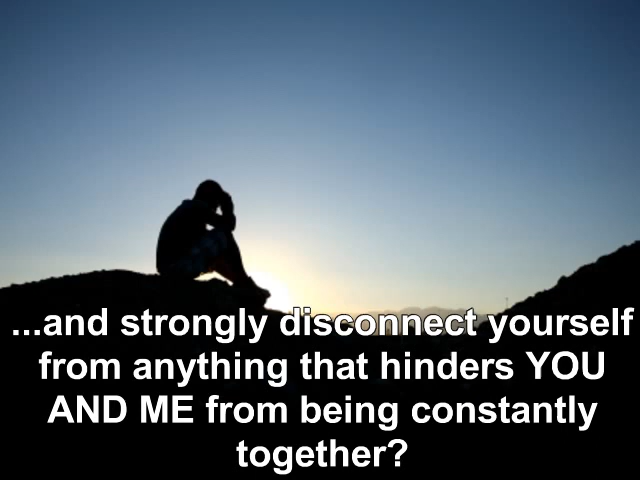 ...and strongly disconnect yourself
from anything that hinders YOU
AND ME from being constantly
together?